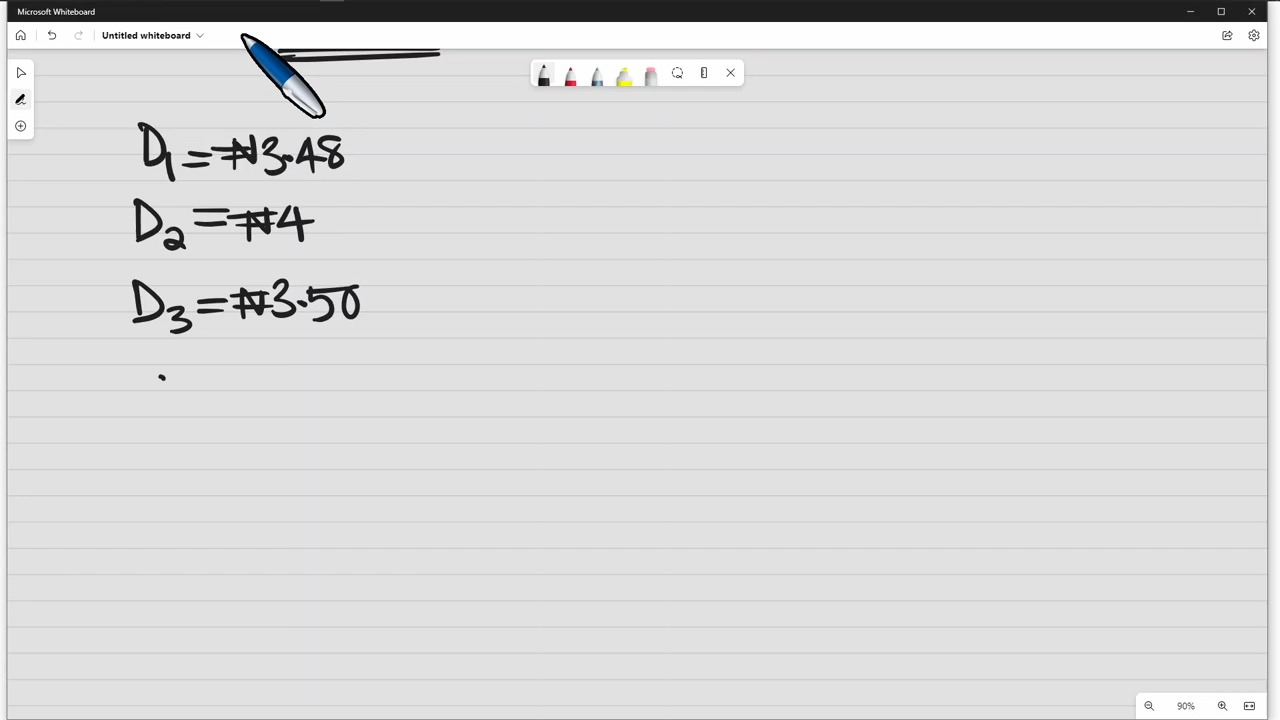 Microsoft Whiteboard
Untitled whiteboard
D₁ = ₦3.48
D₂ = ₦4
D₃ = ₦3.50
90%